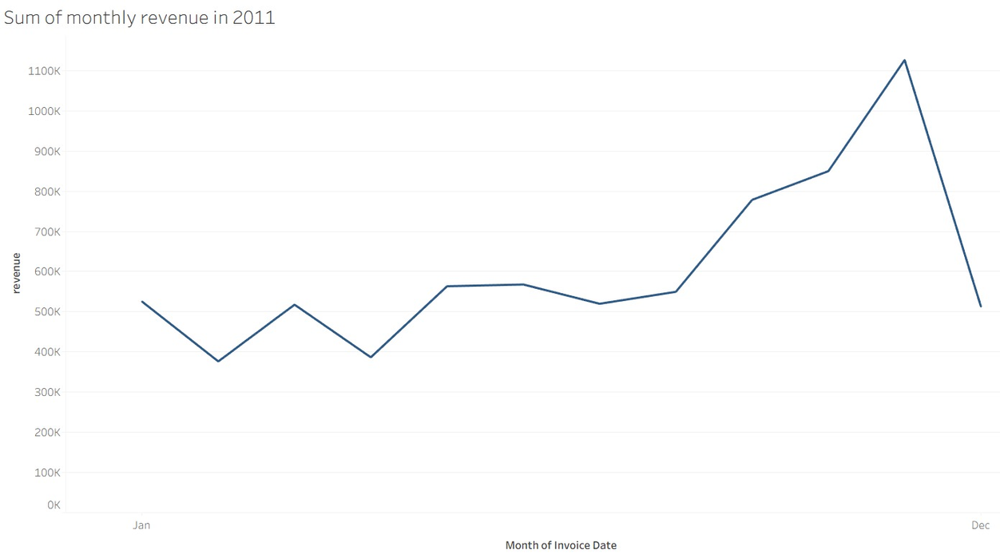 Sum of monthly revenue in 2011
1100K
1000K
900K
800K
700K
600K
500K
400K
300K
200K
100K
0K
revenue
Jan
Dec
Month of Invoice Date